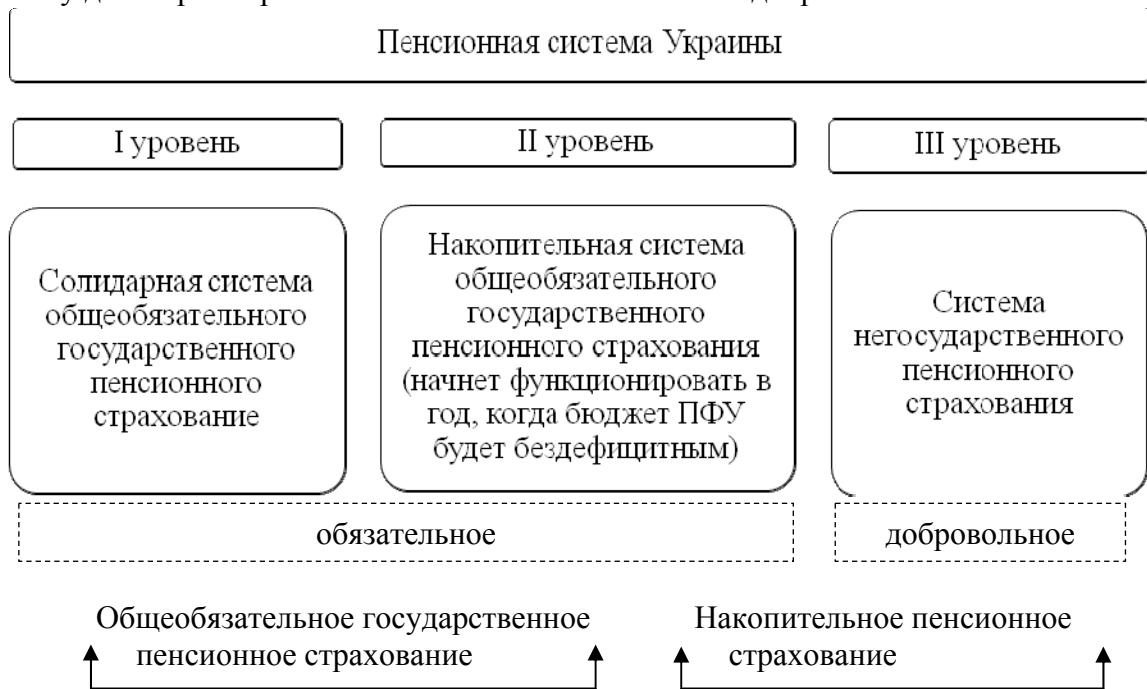 Пенсионная система Украины
I уровень
II уровень
III уровень
Солидарная система
общеобязательного
государственного
пенсионного
страхование
Накопительная система
общеобязательного
государственного
пенсионного страхования
(начнет функционировать в
год, когда бюджет ПФУ
будет бездефицитным)
Система
негосударственного
пенсионного
страхования
обязательное
добровольное
Общеобязательное государственное
пенсионное страхование
Накопительное пенсионное
страхование